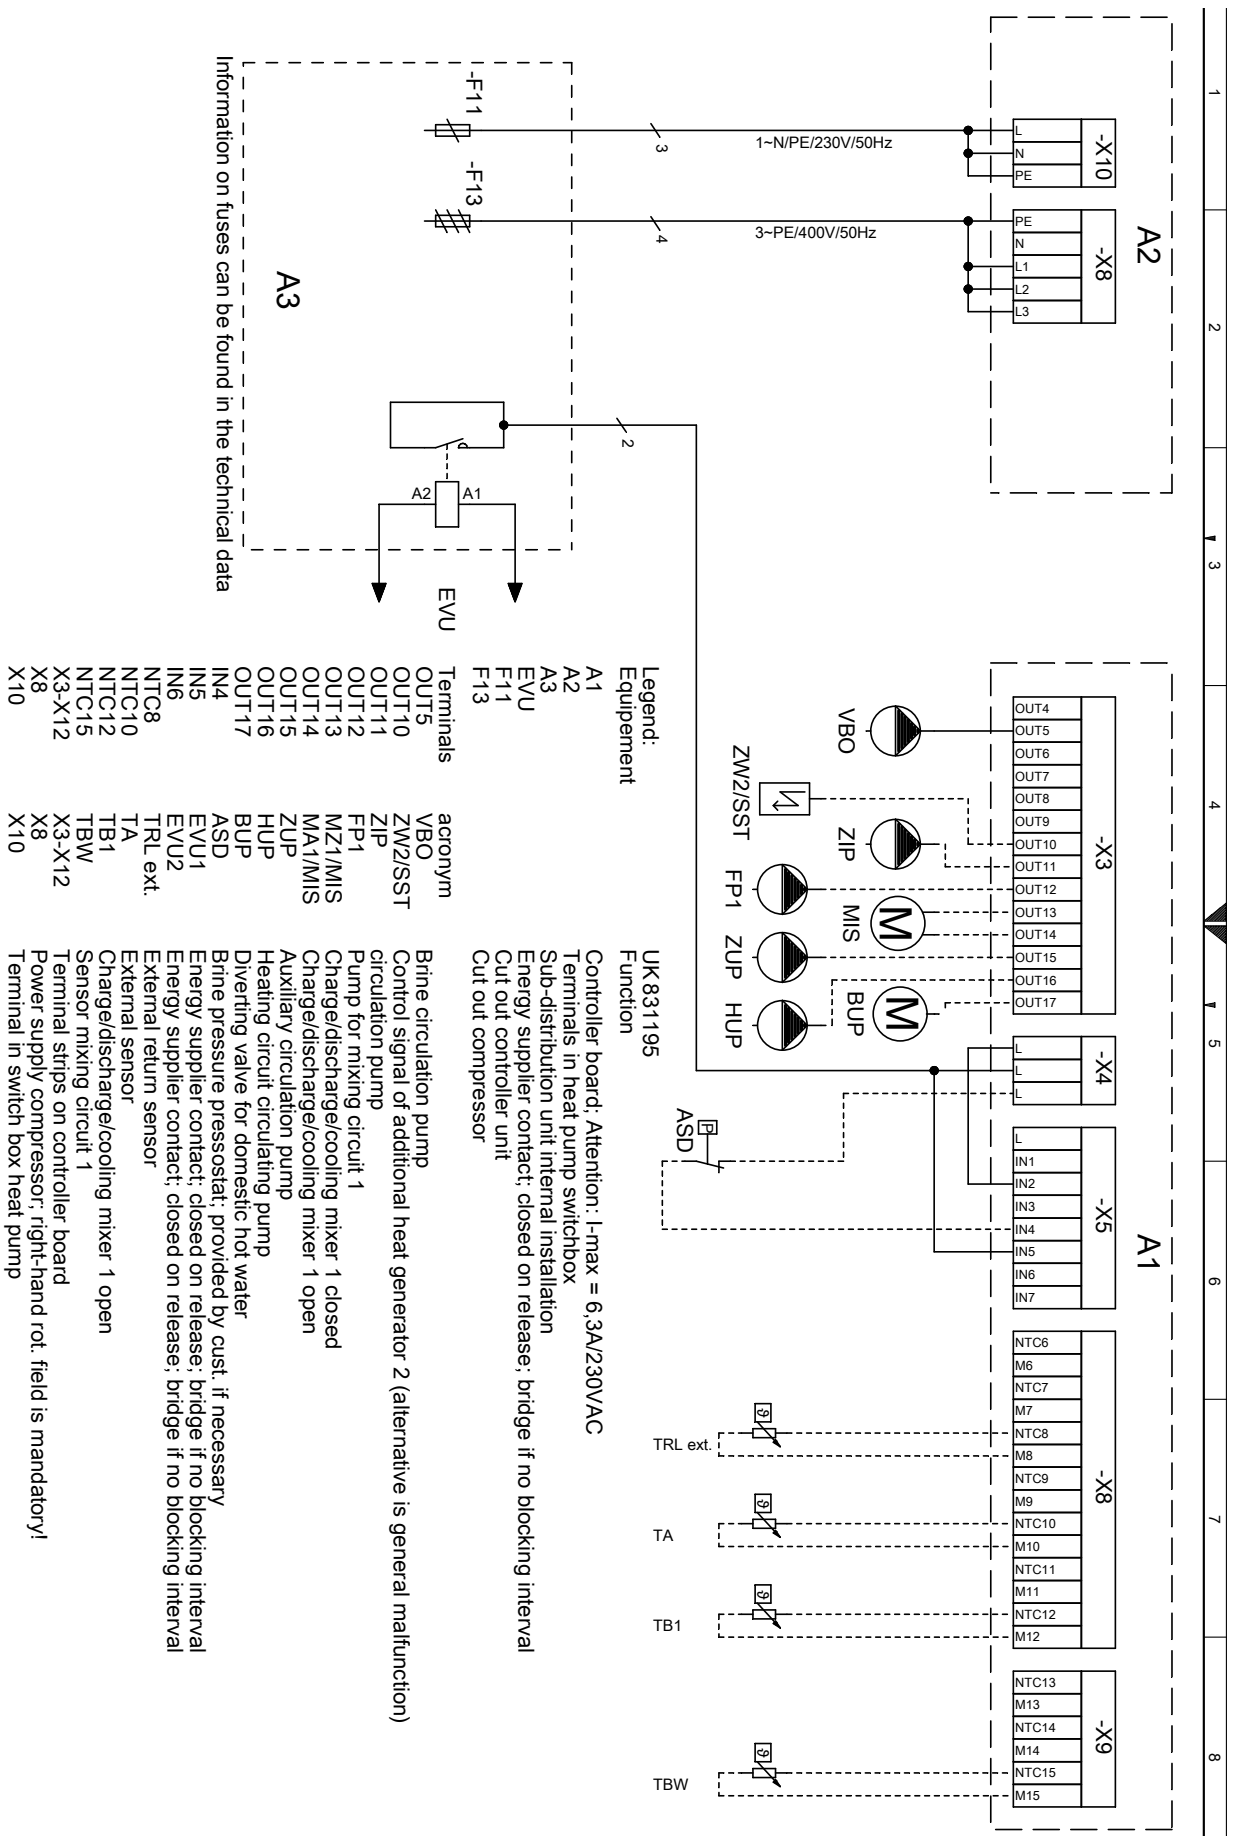 1
2
3
4
5
6
7
8
A2
-X10
L
N
PE
-X8
PE
N
L1
L2
L3
1~N/PE/230V/50Hz
3
3~PE/400V/50Hz
4
2
-F11
-F13
A3
A2
A1
EVU
Information on fuses can be found in the technical data
A1
-X3
OUT4
OUT5
OUT6
OUT7
OUT8
OUT9
OUT10
OUT11
OUT12
OUT13
OUT14
OUT15
OUT16
OUT17
-X4
L
L
L
-X5
L
IN1
IN2
IN3
IN4
IN5
IN6
IN7
-X8
NTC6
M6
NTC7
M7
NTC8
M8
NTC9
M9
NTC10
M10
NTC11
M11
NTC12
M12
-X9
NTC13
M13
NTC14
M14
NTC15
M15
VBO
ZW2/SST
ZIP
FP1
M
MIS
ZUP
HUP
M
BUP
P
ASD
ϑ
TRL ext.
ϑ
TA
ϑ
TB1
ϑ
TBW
Legend: UK831195
Equipement Function
A1 Controller board; Attention: I-max = 6,3A/230VAC
A2 Terminals in heat pump switchbox
A3 Sub-distribution unit internal installation
EVU Energy supplier contact; closed on release; bridge if no blocking interval
F11 Cut out controller unit
F13 Cut out compressor
Terminals acronym
OUT5 VBO Brine circulation pump
OUT10 ZW2/SST Control signal of additional heat generator 2 (alternative is general malfunction)
OUT11 ZIP circulation pump
OUT12 FP1 Pump for mixing circuit 1
OUT13 MZ1/MIS Charge/discharge/cooling mixer 1 closed
OUT14 MA1/MIS Charge/discharge/cooling mixer 1 open
OUT15 ZUP Auxiliary circulation pump
OUT16 HUP Heating circuit circulating pump
OUT17 BUP Diverting valve for domestic hot water
IN4 ASD Brine pressure pressostat; provided by cust. if necessary
IN5 EVU1 Energy supplier contact; closed on release; bridge if no blocking interval
IN6 EVU2 Energy supplier contact; closed on release; bridge if no blocking interval
NTC8 TRL ext. External return sensor
NTC10 TA External sensor
NTC12 TB1 Charge/discharge/cooling mixer 1 open
NTC15 TBW Sensor mixing circuit 1
X3-X12 X3-X12 Terminal strips on controller board
X8 X8 Power supply compressor; right-hand rot. field is mandatory!
X10 X10 Terminal in switch box heat pump